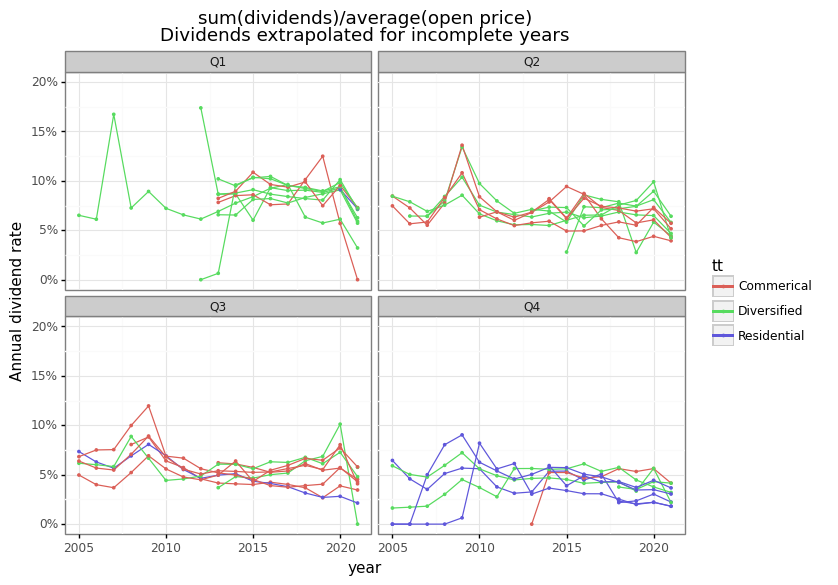 sum(dividends)/average(open price)
Dividends extrapolated for incomplete years
Q1
Q2
20%
15%
10%
5%
0%
Q3
Q4
20%
15%
10%
5%
0%
2005
2010
2015
2020
2005
2010
2015
2020
Annual dividend rate
year
tt
Commerical
Diversified
Residential